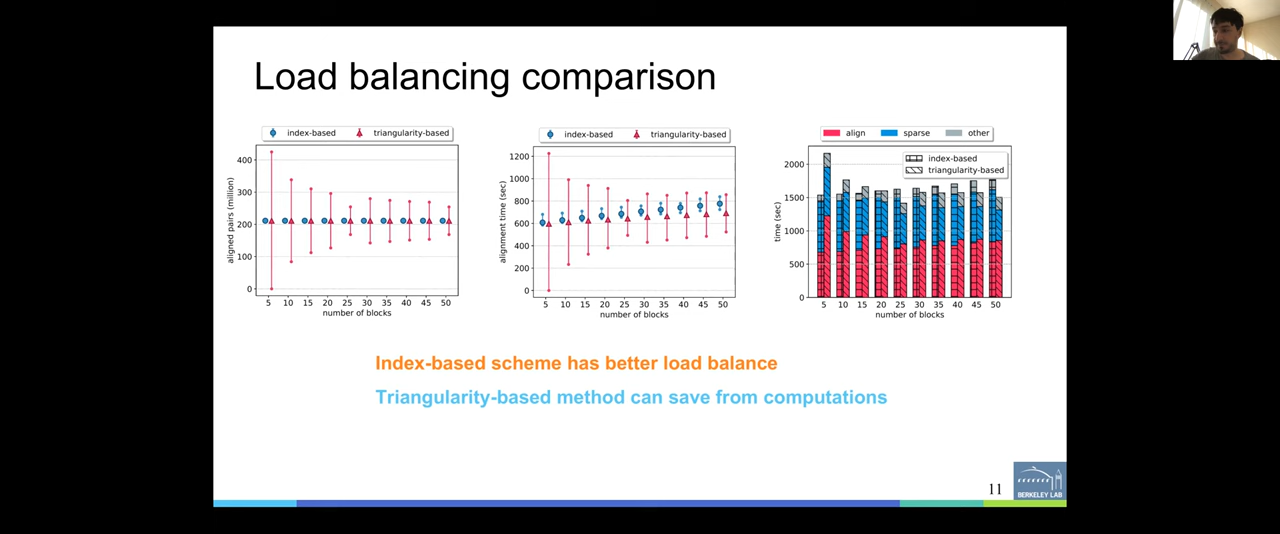 Load balancing comparison
index-based triangularity-based
400
300
200
100
0
aligned pairs (million)
5 10 15 20 25 30 35 40 45 50
number of blocks
index-based triangularity-based
1200
1000
800
600
400
200
0
alignment time (sec)
5 10 15 20 25 30 35 40 45 50
number of blocks
align sparse other
index-based
triangularity-based
2000
1500
1000
500
0
time (sec)
5 10 15 20 25 30 35 40 45 50
number of blocks
Index-based scheme has better load balance
Triangularity-based method can save from computations
11
BERKELEY LAB